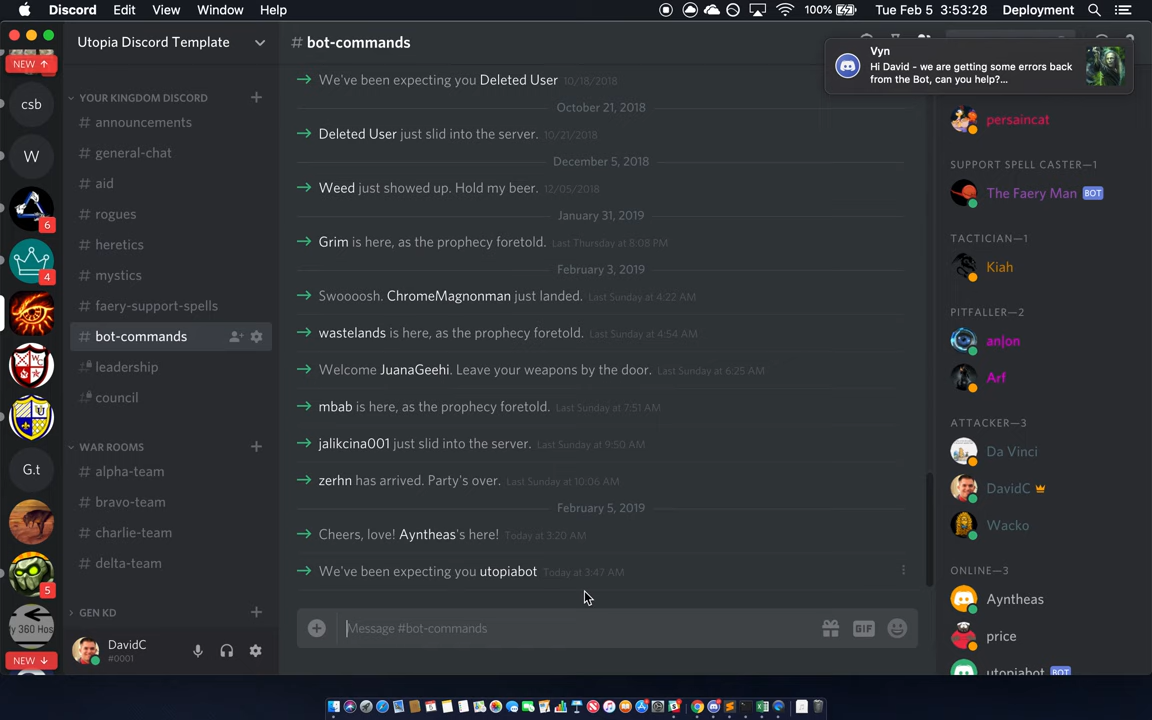 Discord Edit View Window Help 100% Tue Feb 5 3:53:28 Deployment
Utopia Discord Template
# bot-commands
Vyn
Hi David - we are getting some errors back
from the Bot, can you help?...
NEW ↑
csb
W
6
4
G.t
5
y 360 Hos
NEW ↓
YOUR KINGDOM DISCORD +
# announcements
# general-chat
# aid
# rogues
# heretics
# mystics
# faery-support-spells
# bot-commands
# leadership
# council
WAR ROOMS +
# alpha-team
# bravo-team
# charlie-team
# delta-team
GEN KD +
DavidC
#0001
We've been expecting you Deleted User 10/18/2018
October 21, 2018
Deleted User just slid into the server. 10/21/2018
December 5, 2018
Weed just showed up. Hold my beer. 12/05/2018
January 31, 2019
Grim is here, as the prophecy foretold. Last Thursday at 8:08 PM
February 3, 2019
Swoooosh. ChromeMagnonman just landed. Last Sunday at 4:22 AM
wastelands is here, as the prophecy foretold. Last Sunday at 4:54 AM
Welcome JuanaGeehi. Leave your weapons by the door. Last Sunday at 6:25 AM
mbab is here, as the prophecy foretold. Last Sunday at 7:51 AM
jalikcina001 just slid into the server. Last Sunday at 9:50 AM
zerhn has arrived. Party's over. Last Sunday at 10:06 AM
February 5, 2019
Cheers, love! Ayntheas's here! Today at 3:20 AM
We've been expecting you utopiabot Today at 3:47 AM
Message #bot-commands
GIF
persaincat
SUPPORT SPELL CASTER—1
The Faery Man BOT
TACTICIAN—1
Kiah
PITFALLER—2
anjon
Arf
ATTACKER—3
Da Vinci
DavidC
Wacko
ONLINE—3
Ayntheas
price
utopiabot BOT